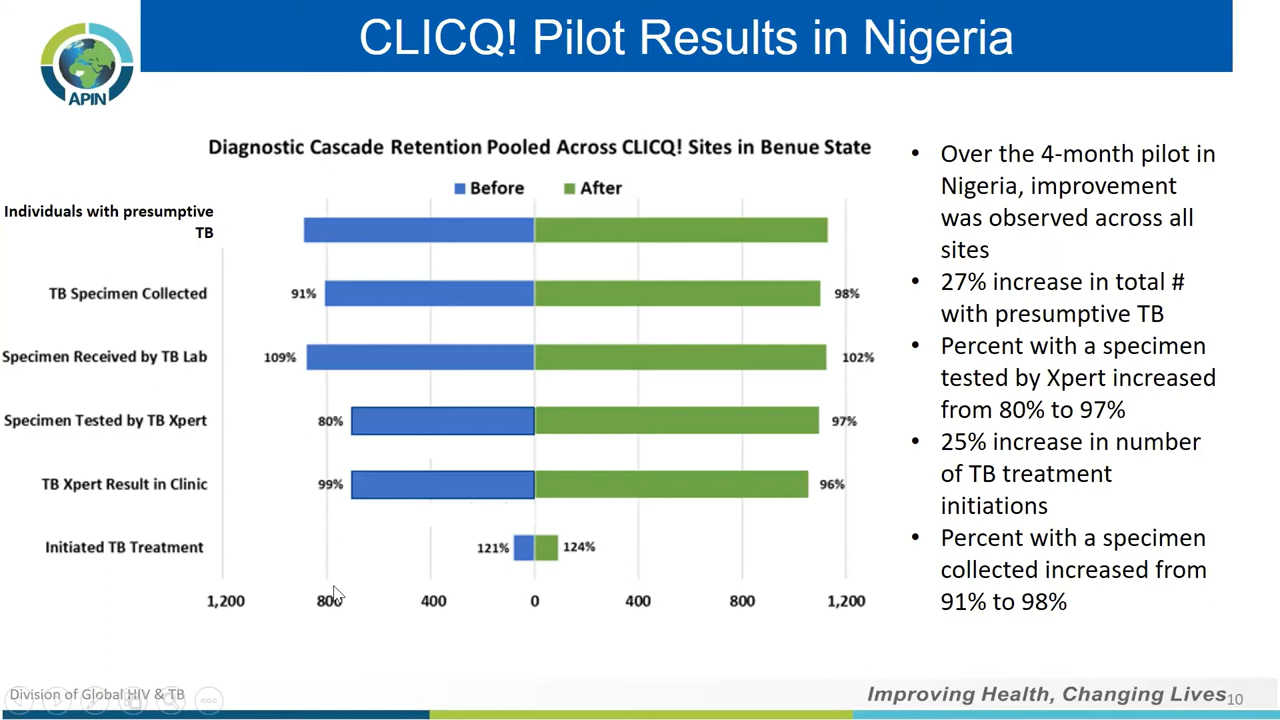 CLICQ! Pilot Results in Nigeria
APIN
Diagnostic Cascade Retention Pooled Across CLICQ! Sites in Benue State
Before After
Individuals with presumptive
TB
TB Specimen Collected 91% 98%
Specimen Received by TB Lab 109% 102%
Specimen Tested by TB Xpert 80% 97%
TB Xpert Result in Clinic 99% 96%
Initiated TB Treatment 121% 124%
1,200 800 400 0 400 800 1,200
• Over the 4-month pilot in
Nigeria, improvement
was observed across all
sites
• 27% increase in total #
with presumptive TB
• Percent with a specimen
tested by Xpert increased
from 80% to 97%
• 25% increase in number
of TB treatment
initiations
• Percent with a specimen
collected increased from
91% to 98%
Division of Global HIV & TB
Improving Health, Changing Lives
10